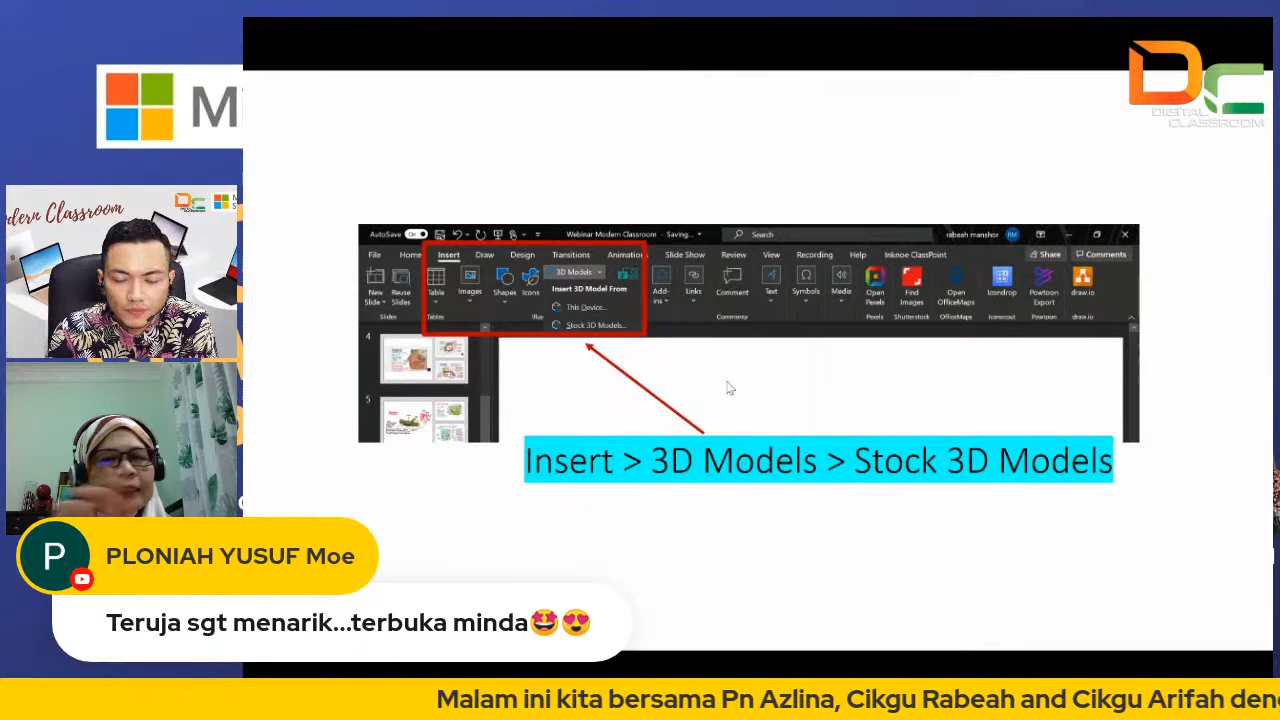 DC
DIGITAL
CLASSROOM
Modern Classroom
AutoSave On
Webinar Modern Classroom - Saving...
Search
rabeah manshor RM
File Home Insert Draw Design Transitions Animation Slide Show Review View Recording Help Inknoe ClassPoint Share Comments
New
Slide
Reuse
Slides
Table
Images
Shapes
Icons
3D Models
Insert 3D Model From
This Device...
Stock 3D Models...
Add-
ins
Links
Comment
Text
Symbols
Media
Open
Pexels
Find
Images
Open
OfficeMaps
Icondrop
Powtoon
Export
draw.io
Slides Tables Comments Pexels Shutterstock OfficeMaps Iconscout Powtoon draw.io
4
5
Insert > 3D Models > Stock 3D Models
P
PLONIAH YUSUF Moe
Teruja sgt menarik...terbuka minda🤩😍
Malam ini kita bersama Pn Azlina, Cikgu Rabeah and Cikgu Arifah